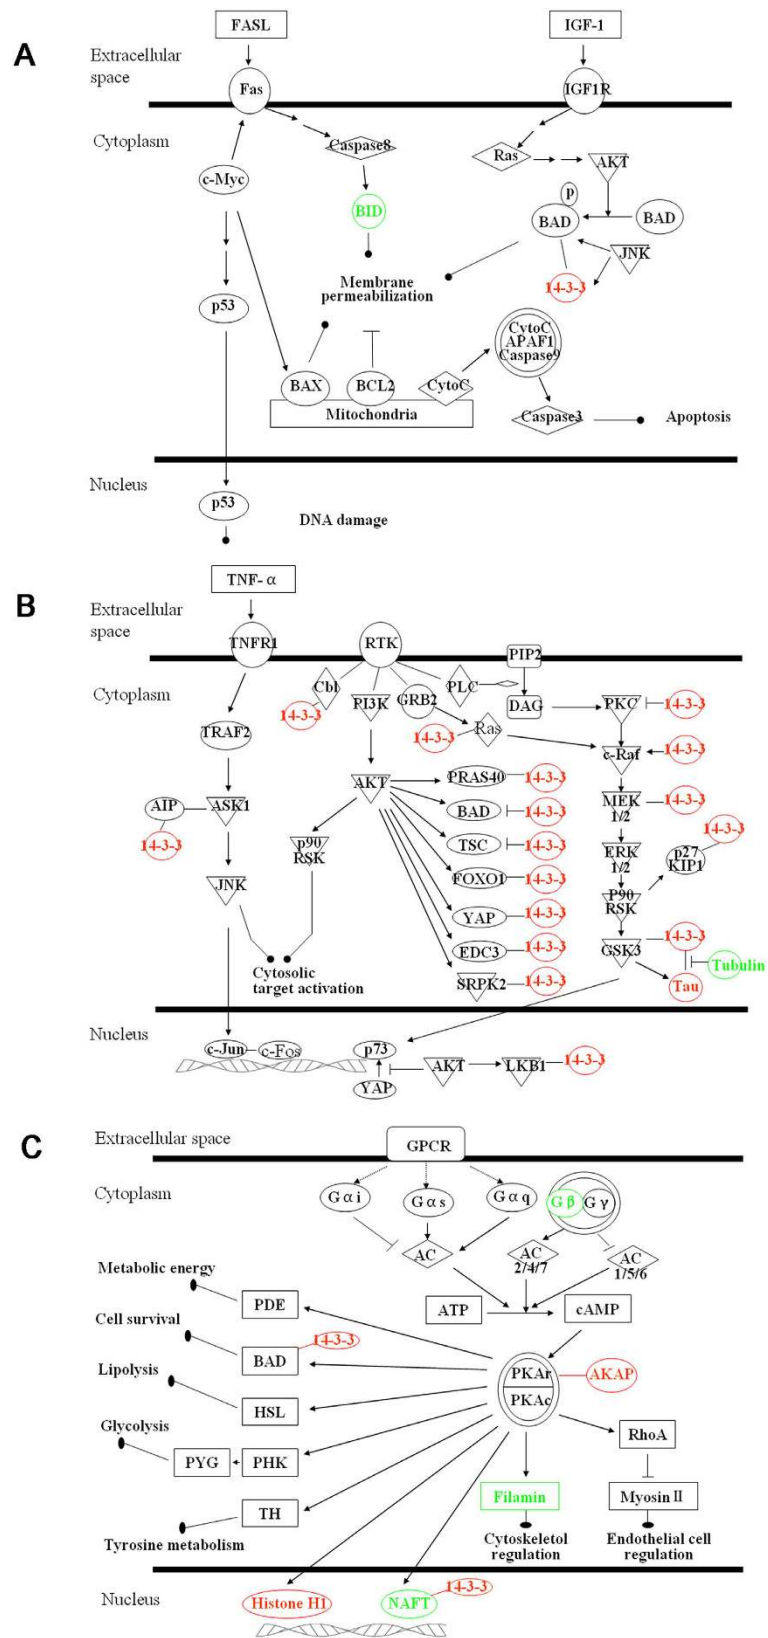 A
FASL
IGF-1
Extracellular
space
Fas
IGF1R
Cytoplasm
Caspase8
Ras
AKT
c-Myc
BID
P
BAD
BAD
JNK
14-3-3
Membrane
permeabilization
p53
CytoC
APAF1
Caspase9
BAX
BCL2
CytoC
Mitochondria
Caspase3
Apoptosis
Nucleus
p53
DNA damage
B
TNF-α
Extracellular
space
TNFR1
RTK
PIP2
Cytoplasm
Cbl
14-3-3
PI3K
GRB2
PLC
DAG
PKC
14-3-3
TRAF2
14-3-3
Ras
c-Raf
14-3-3
AIP
ASK1
14-3-3
AKT
PRAS40
14-3-3
MEK
1/2
14-3-3
BAD
14-3-3
p90
RSK
TSC
14-3-3
ERK
1/2
p27
KIP1
14-3-3
JNK
FOXO1
14-3-3
P90
RSK
YAP
14-3-3
GSK3
14-3-3
EDC3
14-3-3
Tubulin
Cytosolic
target activation
SRPK2
14-3-3
Tau
Nucleus
c-Jun
c-Fos
p73
YAP
AKT
LKB1
14-3-3
C
Extracellular space
GPCR
Cytoplasm
Gαi
Gαs
Gαq
Gβ
Gγ
AC
AC
2/4/7
AC
1/5/6
Metabolic energy
PDE
ATP
cAMP
Cell survival
BAD
14-3-3
PKAr
PKAc
AKAP
Lipolysis
HSL
Glycolysis
PYG
PHK
RhoA
TH
Filamin
Myosin II
Tyrosine metabolism
Cytoskeletol
regulation
Endothelial cell
regulation
Nucleus
Histone H1
NAFT
14-3-3